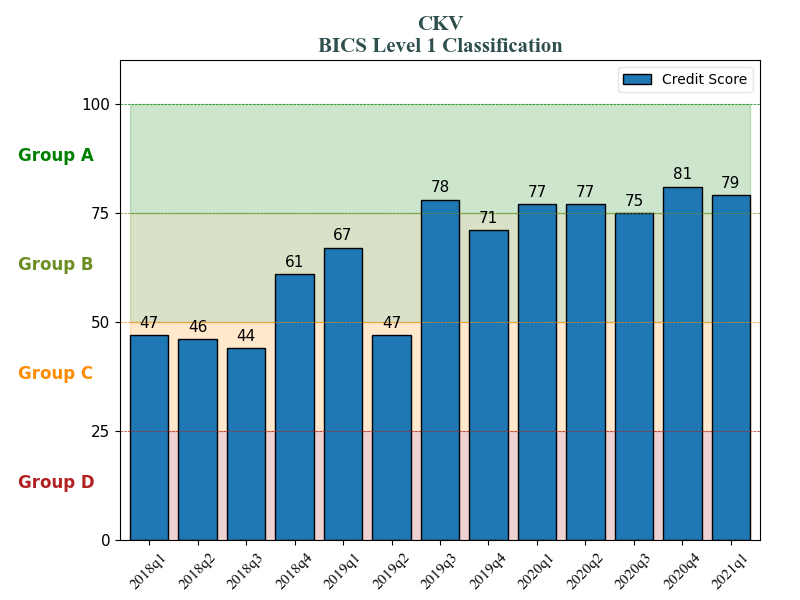 CKV
BICS Level 1 Classification
Credit Score
100
Group A
81
78
79
77
77
75
75
71
67
Group B
61
50
47
46
44
47
Group C
25
Group D
0
2018q1
2018q2
2018q3
2018q4
2019q1
2019q2
2019q3
2019q4
2020q1
2020q2
2020q3
2020q4
2021q1